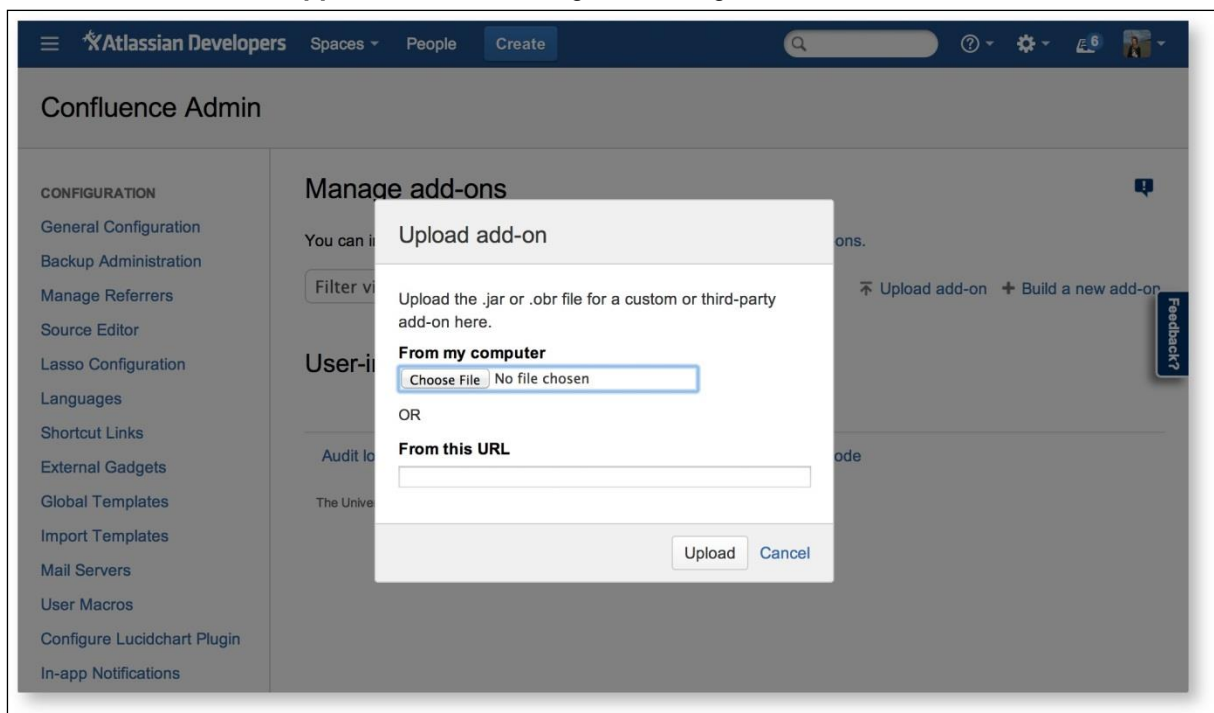 Atlassian Developers Spaces People Create
6
Confluence Admin
CONFIGURATION
General Configuration
Backup Administration
Manage Referrers
Source Editor
Lasso Configuration
Languages
Shortcut Links
External Gadgets
Global Templates
Import Templates
Mail Servers
User Macros
Configure Lucidchart Plugin
In-app Notifications
Manage add-ons
You can i
ons.
Filter vi
Upload add-on + Build a new add-on
Feedback?
User-i
Audit lo
ode
The Unive
Upload add-on
Upload the .jar or .obr file for a custom or third-party
add-on here.
From my computer
Choose File No file chosen
OR
From this URL
Upload Cancel